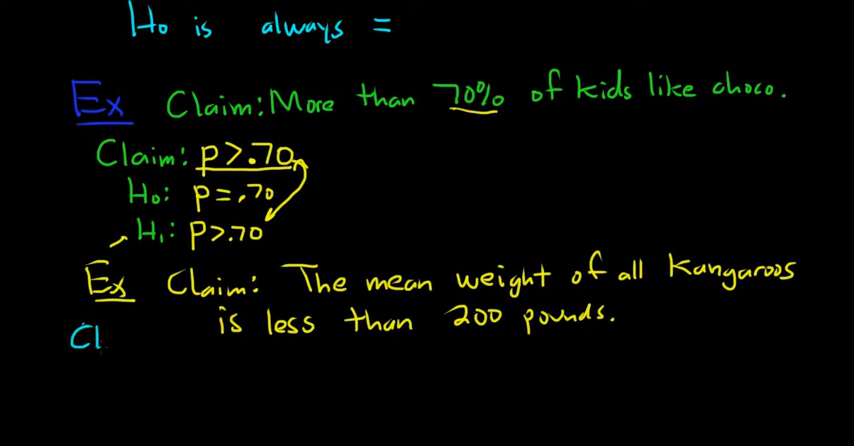 Ho is always =
Ex Claim: More than 70% of kids like choco.
Claim: p>.70
Ho: p=.70
H₁: p>.70
Ex Claim: The mean weight of all Kangaroos
is less than 200 pounds.
Cl